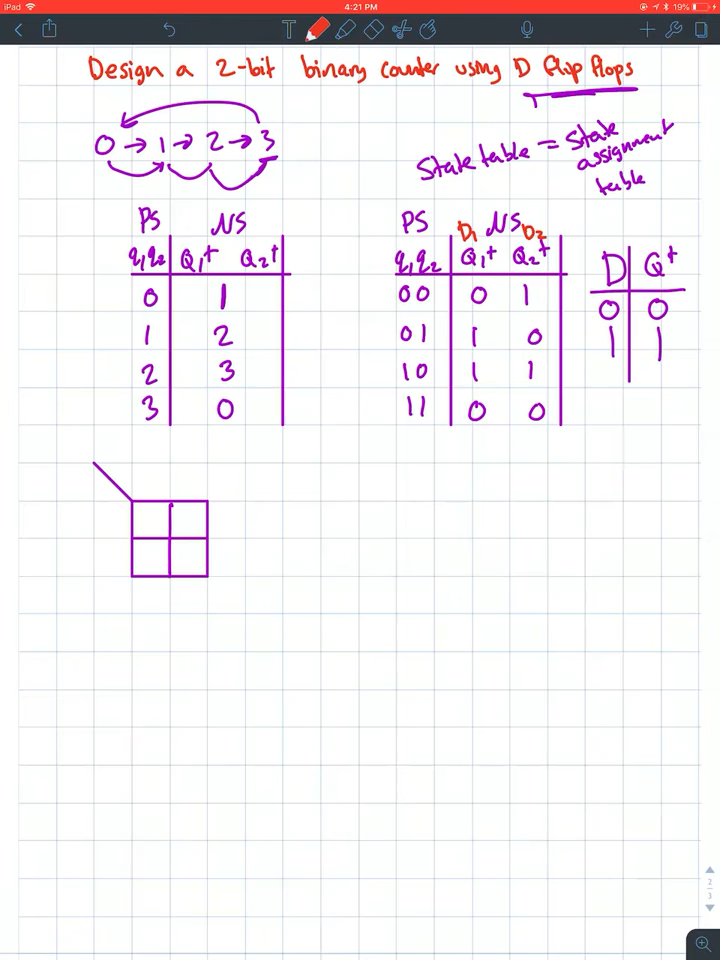 iPad 4:21 PM 19%
T
Design a 2-bit binary counter using D flip flops
0 → 1 → 2 → 3
State table = State
assignment
table
PS NS
q1q2 Q1+ Q2+
0 1
1 2
2 3
3 0
PS D1 NS D2
q1q2 Q1+ Q2+
00 0 1
01 1 0
10 1 1
11 0 0
D Q+
0 0
1 1
2
3